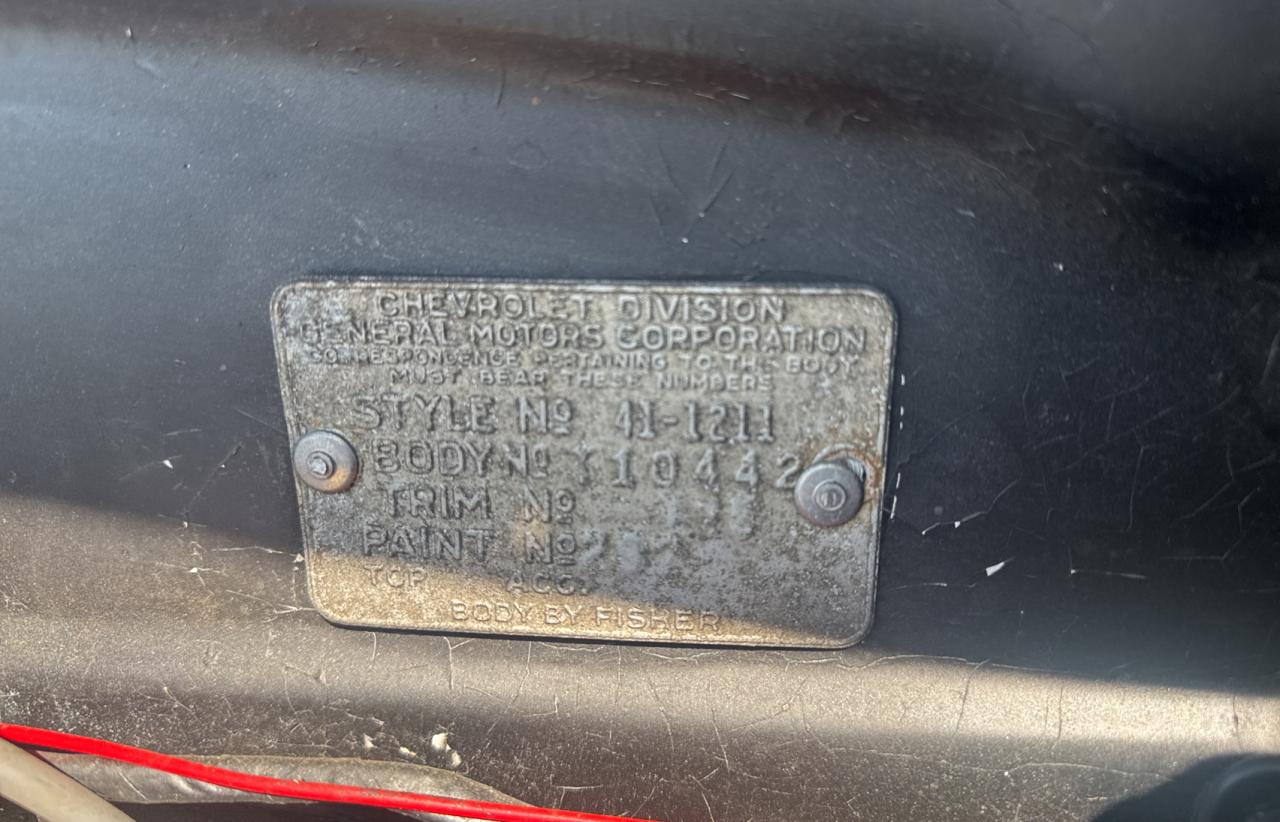 CHEVROLET DIVISION
GENERAL MOTORS CORPORATION
CORRESPONDENCE PERTAINING TO THE BODY
MUST BEAR THESE NUMBERS
STYLE Nº 41-1211
BODY Nº
TRIM Nº
PAINT Nº
TOP ACC.
BODY BY FISHER